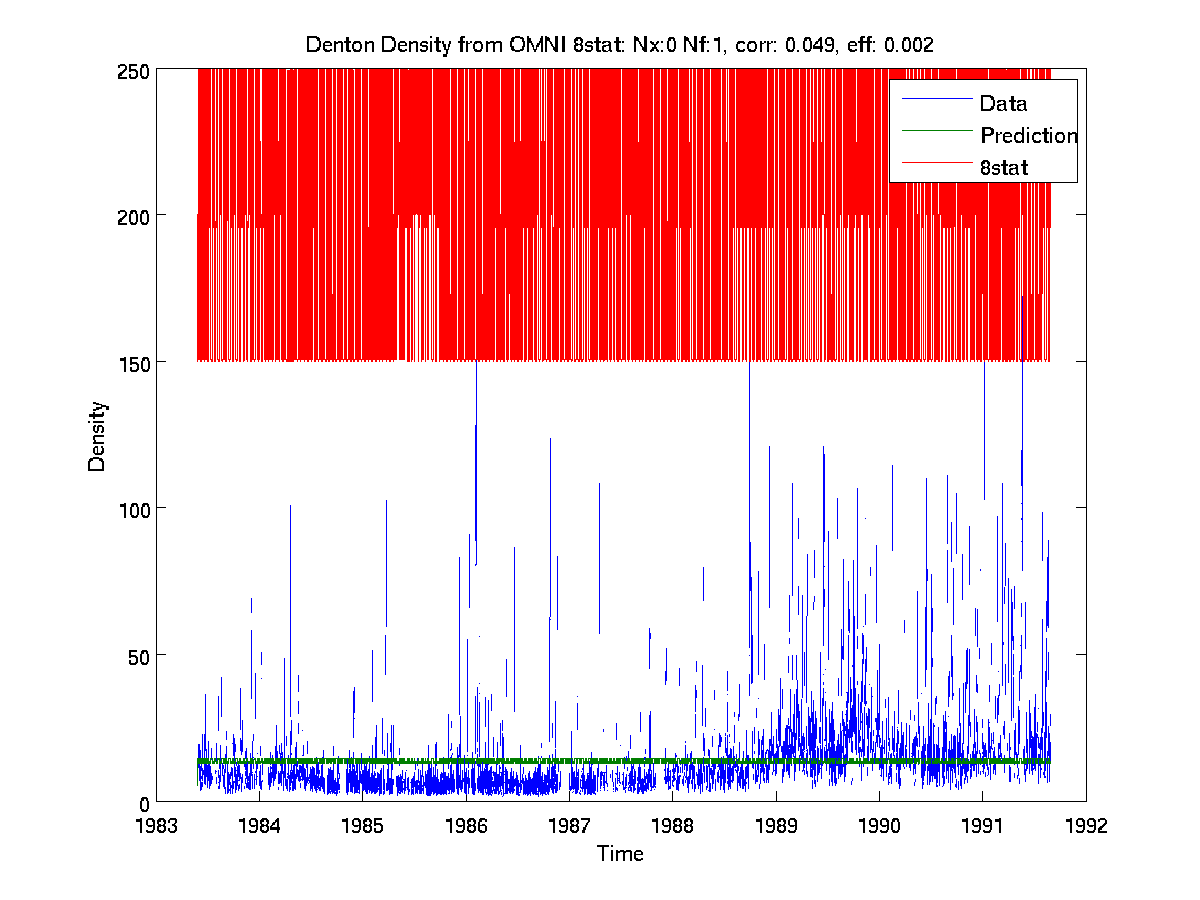 Denton Density from OMNI 8stat: Nx:0 Nf:1, corr: 0.049, eff: 0.002
250
200
150
100
50
0
Density
Data
Prediction
8stat
1983 1984 1985 1986 1987 1988 1989 1990 1991 1992
Time